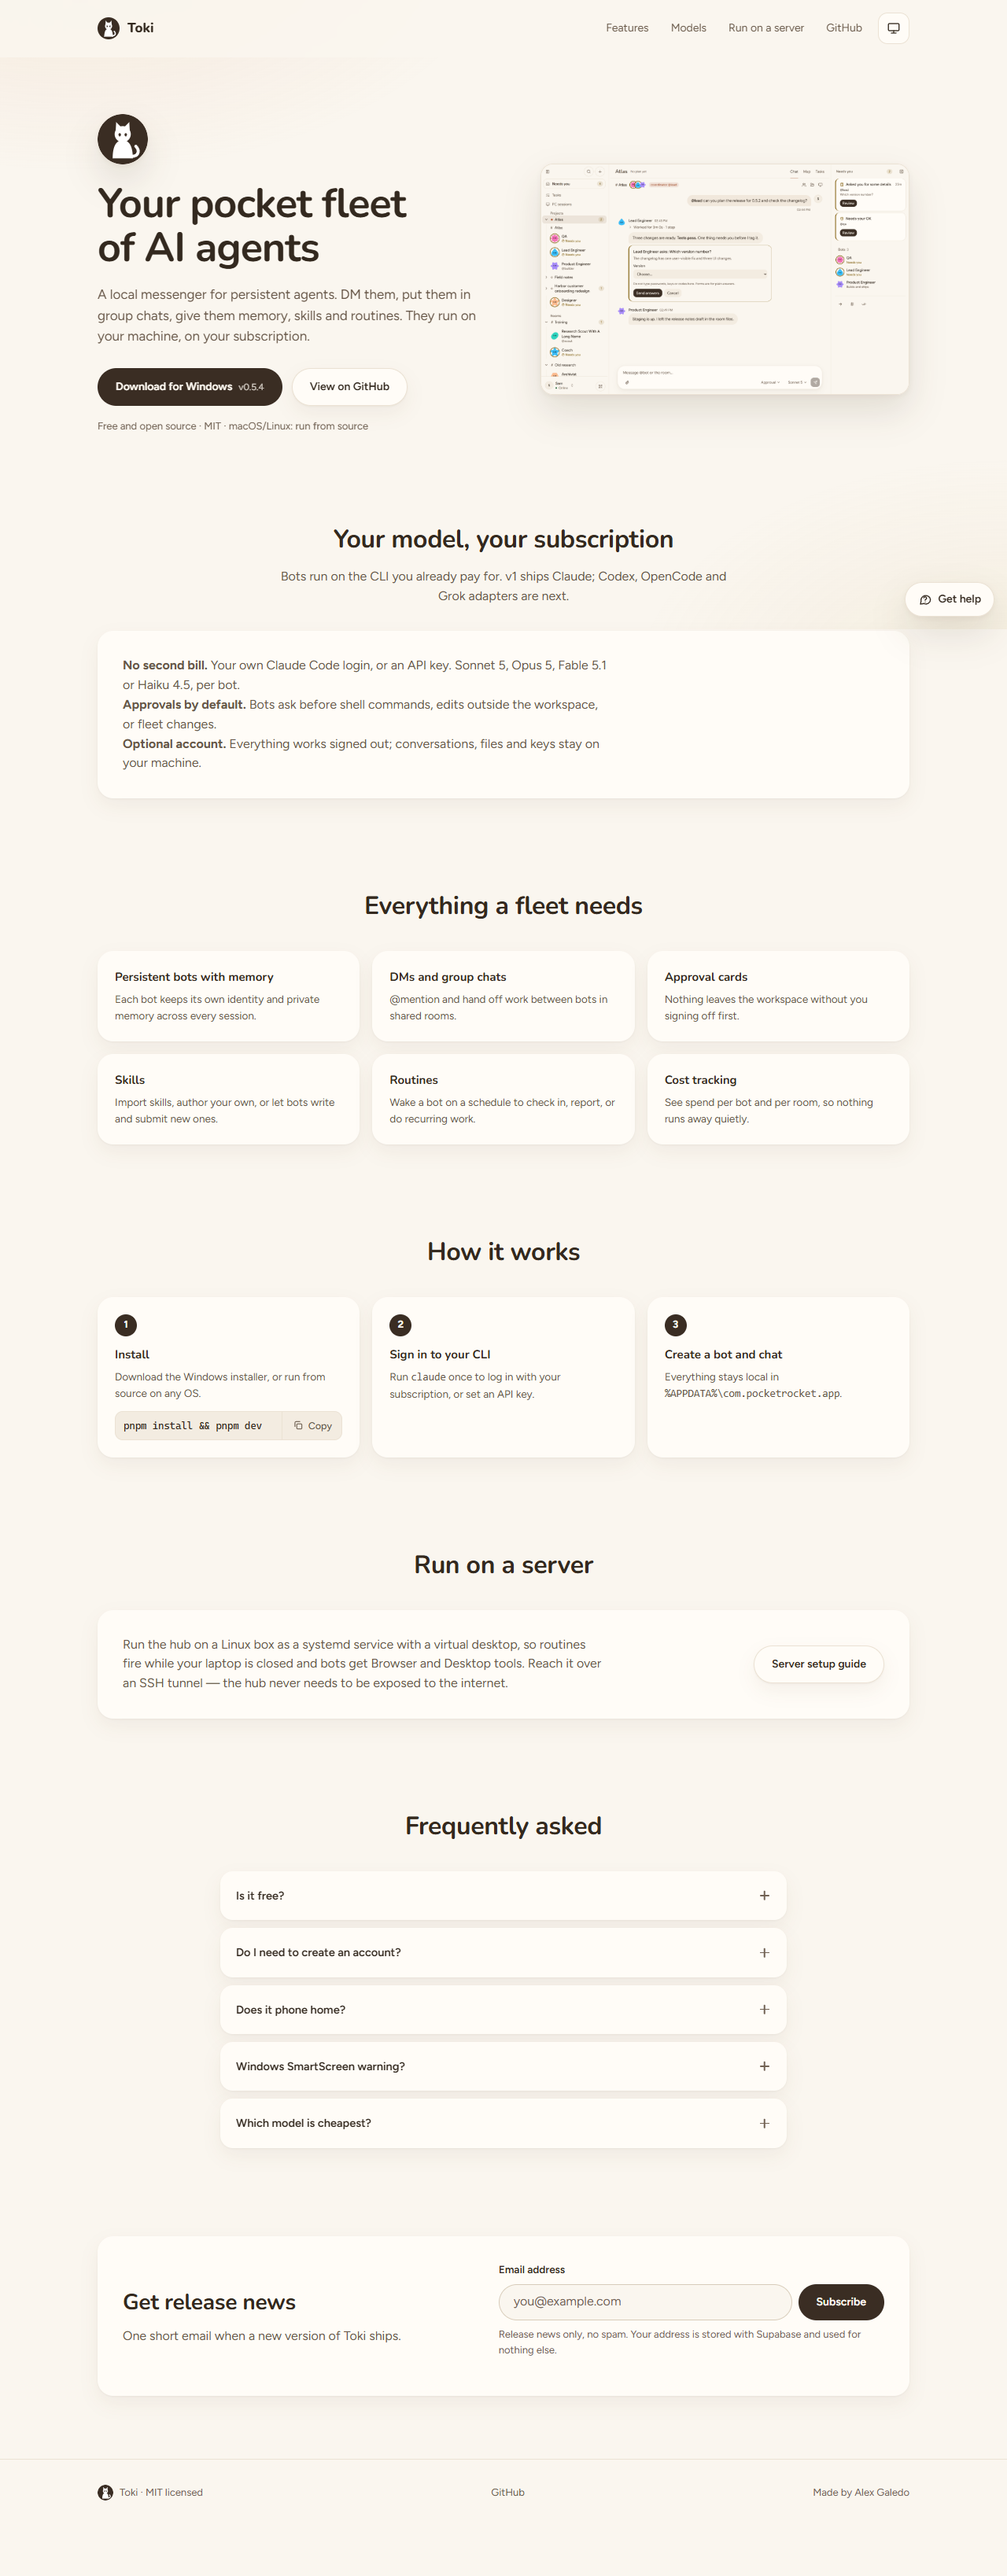 Toki
Features
Models
Run on a server
GitHub
Your pocket fleet
of AI agents
A local messenger for persistent agents. DM them, put them in
group chats, give them memory, skills and routines. They run on
your machine, on your subscription.
Download for Windows v0.5.4
View on GitHub
Free and open source · MIT · macOS/Linux: run from source
Atlas
Chat
Map
Tasks
Needs you
Lead Engineer
Product Engineer
Designer
Coach
Your model, your subscription
Bots run on the CLI you already pay for. v1 ships Claude; Codex, OpenCode and
Grok adapters are next.
Get help
No second bill. Your own Claude Code login, or an API key. Sonnet 5, Opus 5, Fable 5.1
or Haiku 4.5, per bot.
Approvals by default. Bots ask before shell commands, edits outside the workspace,
or fleet changes.
Optional account. Everything works signed out; conversations, files and keys stay on
your machine.
Everything a fleet needs
Persistent bots with memory
Each bot keeps its own identity and private
memory across every session.
DMs and group chats
@mention and hand off work between bots in
shared rooms.
Approval cards
Nothing leaves the workspace without you
signing off first.
Skills
Import skills, author your own, or let bots write
and submit new ones.
Routines
Wake a bot on a schedule to check in, report, or
do recurring work.
Cost tracking
See spend per bot and per room, so nothing
runs away quietly.
How it works
1
Install
Download the Windows installer, or run from
source on any OS.
pnpm install && pnpm dev
Copy
2
Sign in to your CLI
Run claude once to log in with your
subscription, or set an API key.
3
Create a bot and chat
Everything stays local in
%APPDATA%\com.pocketrocket.app.
Run on a server
Run the hub on a Linux box as a systemd service with a virtual desktop, so routines
fire while your laptop is closed and bots get Browser and Desktop tools. Reach it over
an SSH tunnel — the hub never needs to be exposed to the internet.
Server setup guide
Frequently asked
Is it free?
Do I need to create an account?
Does it phone home?
Windows SmartScreen warning?
Which model is cheapest?
Get release news
One short email when a new version of Toki ships.
Email address
you@example.com
Subscribe
Release news only, no spam. Your address is stored with Supabase and used for
nothing else.
Toki · MIT licensed
GitHub
Made by Alex Galedo